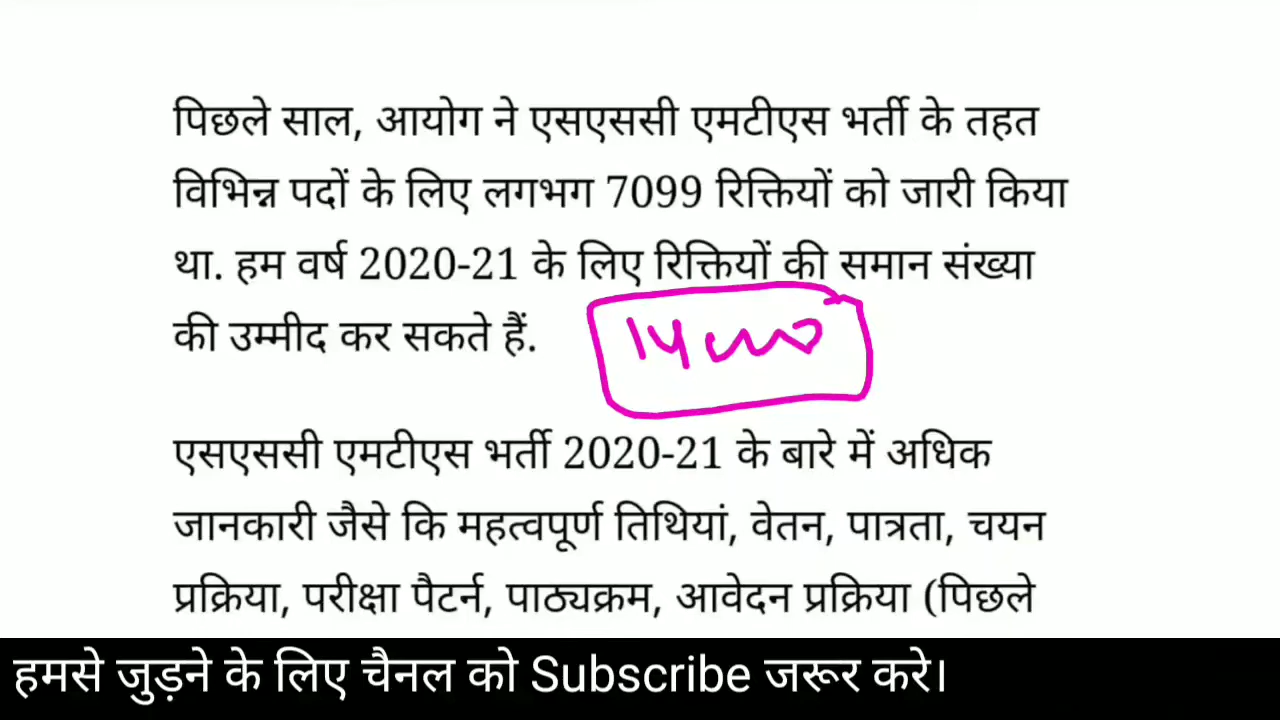 पिछले साल, आयोग ने एसएससी एमटीएस भर्ती के तहत
विभिन्न पदों के लिए लगभग 7099 रिक्तियों को जारी किया
था. हम वर्ष 2020-21 के लिए रिक्तियों की समान संख्या
की उम्मीद कर सकते हैं.
एसएससी एमटीएस भर्ती 2020-21 के बारे में अधिक
जानकारी जैसे कि महत्वपूर्ण तिथियां, वेतन, पात्रता, चयन
प्रक्रिया, परीक्षा पैटर्न, पाठ्यक्रम, आवेदन प्रक्रिया (पिछले
हमसे जुड़ने के लिए चैनल को Subscribe जरूर करे।